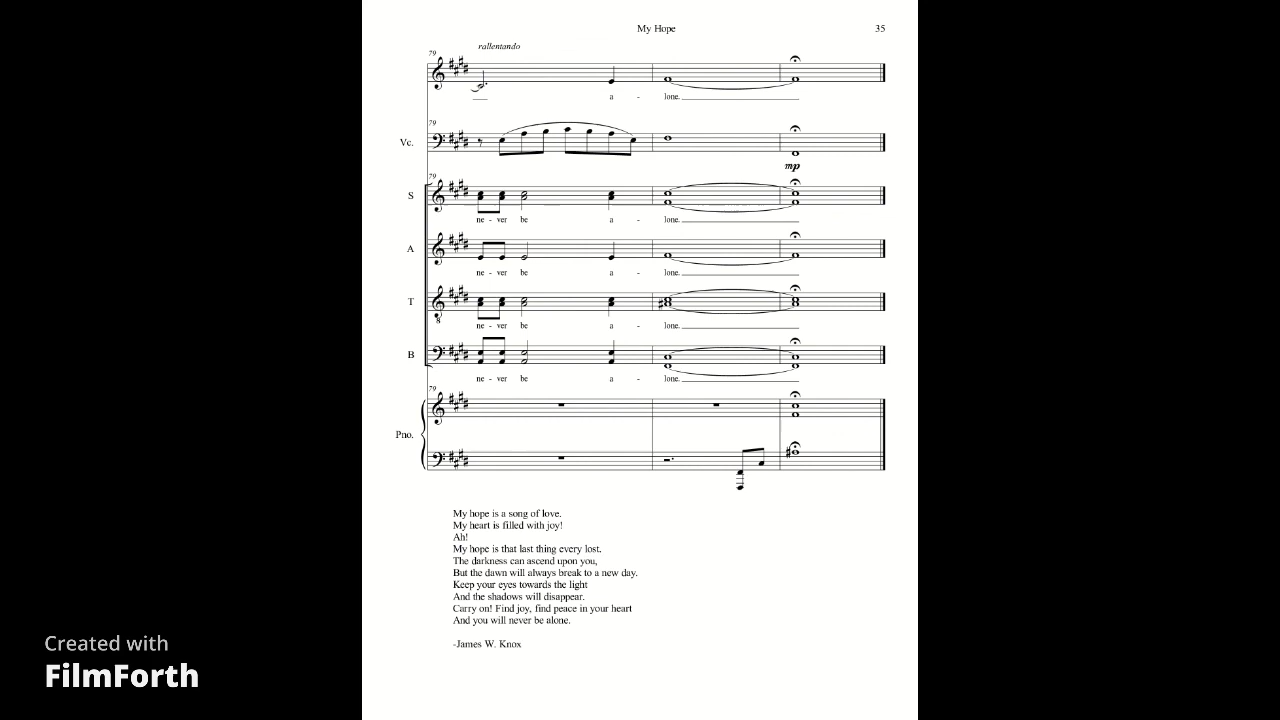 My Hope
35
rallentando
79
a - lone.
79
Vc.
mp
79
S
ne - ver be a - lone.
A
ne - ver be a - lone.
T
8
ne - ver be a - lone.
B
ne - ver be a - lone.
79
Pno.
My hope is a song of love.
My heart is filled with joy!
Ah!
My hope is that last thing every lost.
The darkness can ascend upon you,
But the dawn will always break to a new day.
Keep your eyes towards the light
And the shadows will disappear.
Carry on! Find joy, find peace in your heart
And you will never be alone.
-James W. Knox
Created with
FilmForth